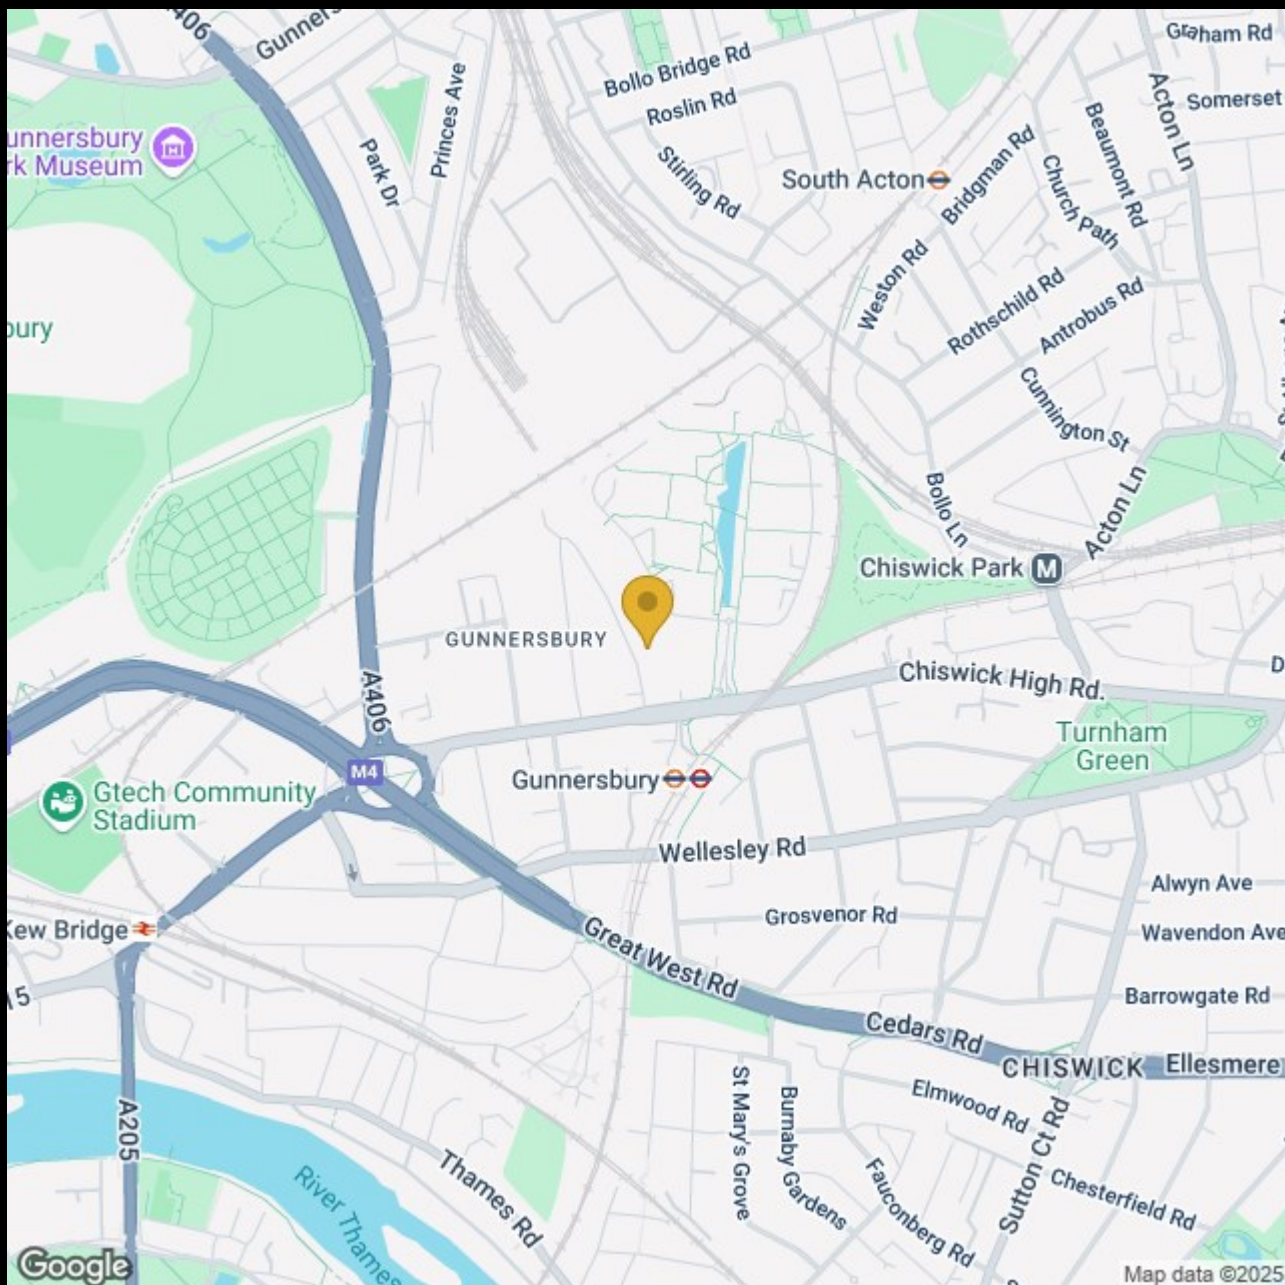 A406
Gunners
Bollo Bridge Rd
Graham Rd
Roslin Rd
Princes Ave
Acton Ln
Somerset
Beaumont Rd
unnersbury
rk Museum
Park Dr
Stirling Rd
South Acton
Bridgman Rd
Church Path
Weston Rd
Rothschild Rd
Antrobus Rd
bury
Cunnington St
Bollo Ln
Acton Ln
Chiswick Park
M
GUNNERSBURY
Chiswick High Rd.
D
A406
Turnham
Green
M4
Gunnersbury
Gtech Community
Stadium
Wellesley Rd
Alwyn Ave
Grosvenor Rd
Kew Bridge
Wavendon Ave
Great West Rd
Barrowgate Rd
15
Cedars Rd
CHISWICK
Ellesmere
Elmwood Rd
St Mary's Grove
Burnaby Gardens
A205
Sutton Ct Rd
Thames Rd
Fauconberg Rd
Chesterfield Rd
River Thames
Google
Map data ©2025